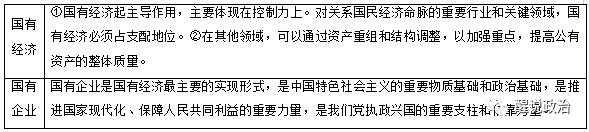 国有
经济
①国有经济起主导作用，主要体现在控制力上。对关系国民经济命脉的重要行业和关键领域，国
有经济必须占支配地位。②在其他领域，可以通过资产重组和结构调整，以加强重点，提高公有
资产的整体质量。
国有
企业
国有企业是国有经济最主要的实现形式，是中国特色社会主义的重要物质基础和政治基础，是推
进国家现代化、保障人民共同利益的重要力量，是我们党执政兴国的重要支柱和
政治